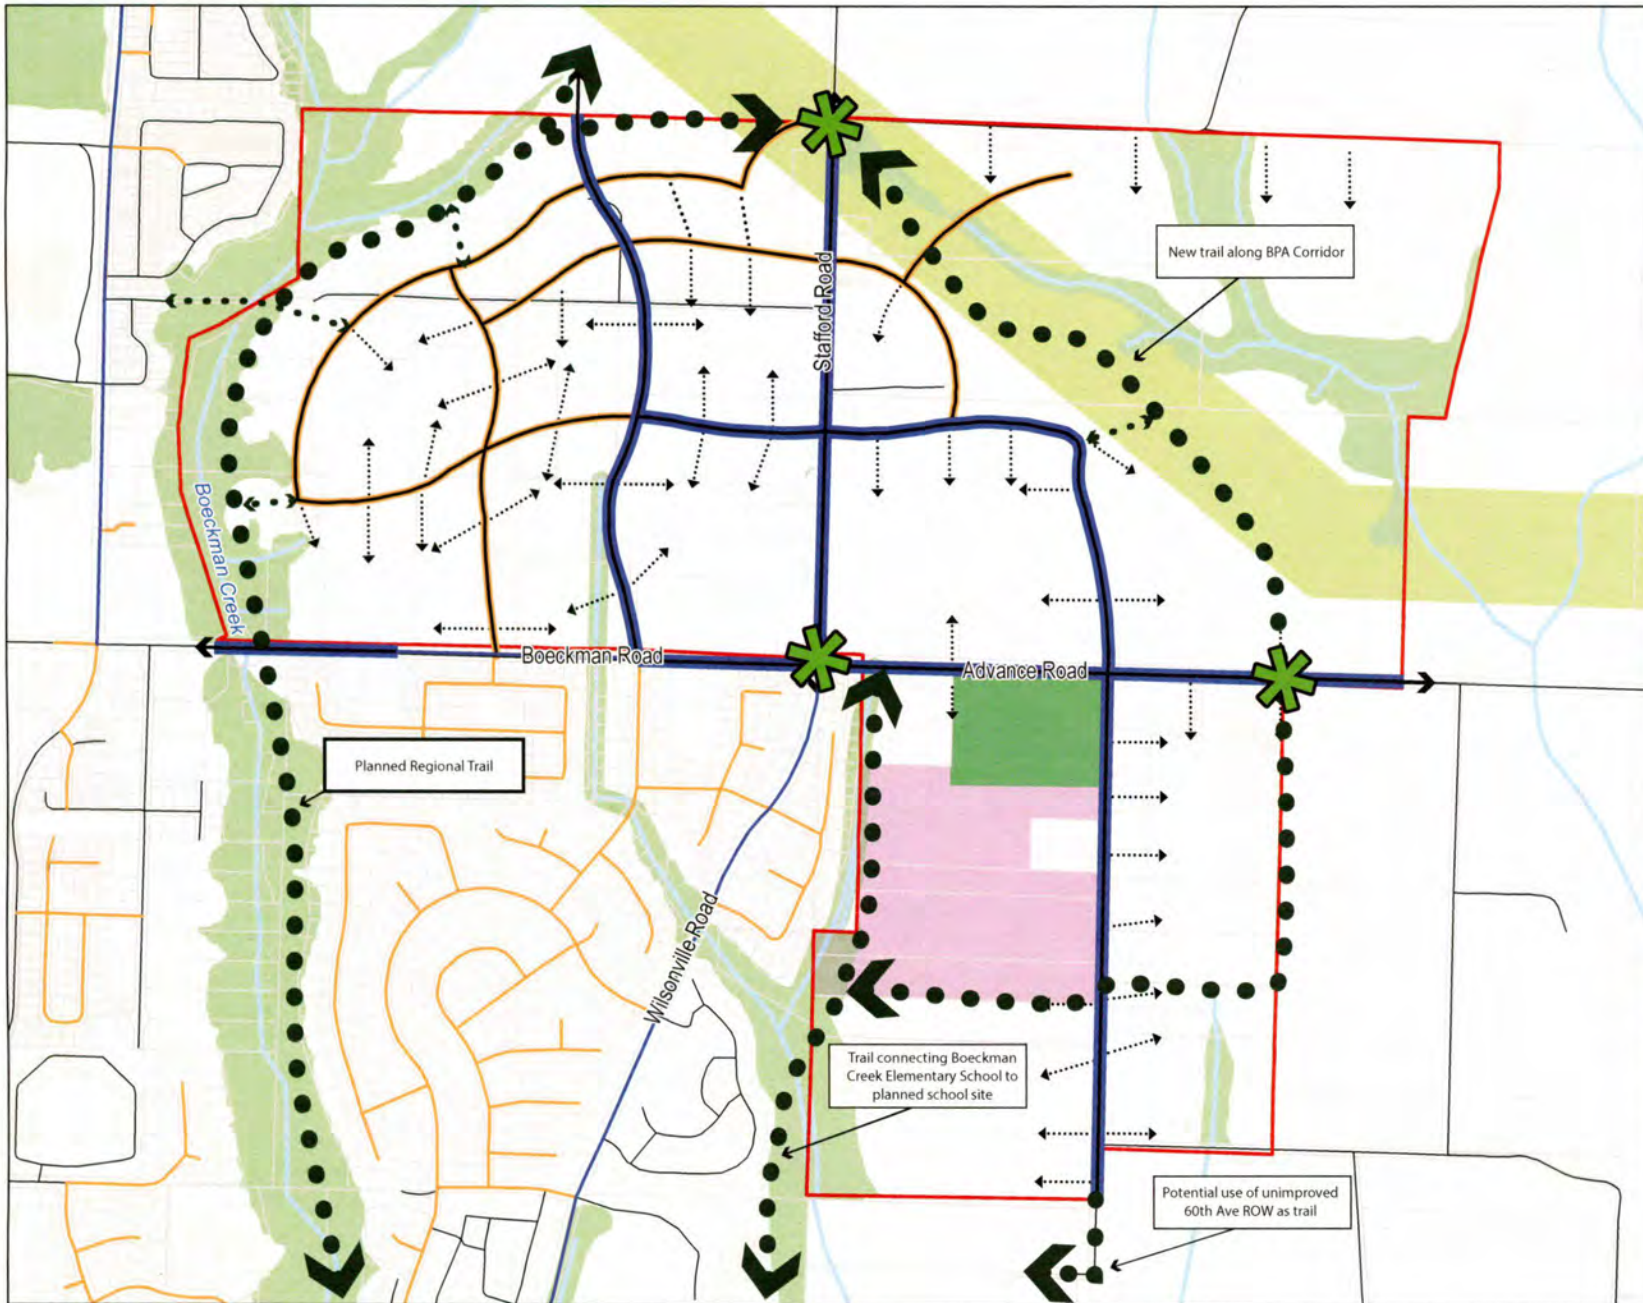 New trail along BPA Corridor
Stafford Road
Boeckman Creek
Boeckman Road
Advance Road
Planned Regional Trail
Wilsonville Road
Trail connecting Boeckman
Creek Elementary School to
planned school site
Potential use of unimproved
60th Ave ROW as trail